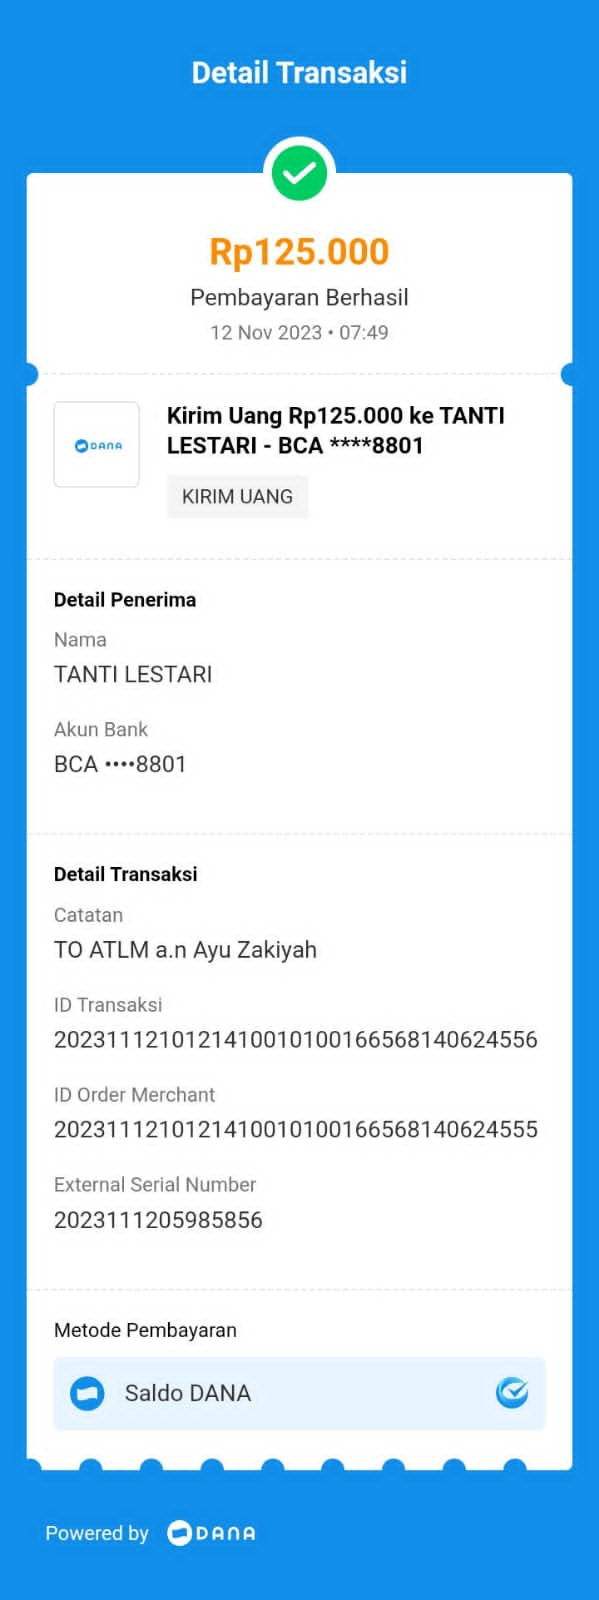 Detail Transaksi
Rp125.000
Pembayaran Berhasil
12 Nov 2023 • 07:49
DANA
Kirim Uang Rp125.000 ke TANTI
LESTARI - BCA ****8801
KIRIM UANG
Detail Penerima
Nama
TANTI LESTARI
Akun Bank
BCA ••••8801
Detail Transaksi
Catatan
TO ATLM a.n Ayu Zakiyah
ID Transaksi
2023111210121410010100166568140624556
ID Order Merchant
2023111210121410010100166568140624555
External Serial Number
2023111205985856
Metode Pembayaran
Saldo DANA
Powered by DANA